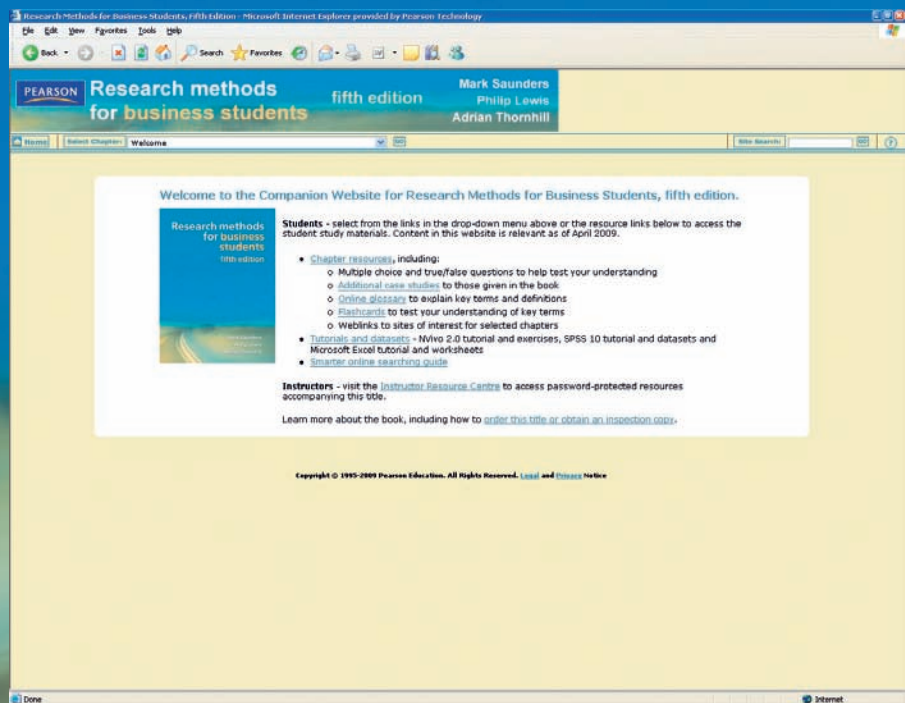 Research Methods for Business Students, Fifth Edition - Microsoft Internet Explorer provided by Pearson Technology
File Edit View Favorites Tools Help
Back Search Favorites
PEARSON
Research methods
for business students
fifth edition
Mark Saunders
Philip Lewis
Adrian Thornhill
Home Select Chapter: Welcome GO Site Search: GO ?
Welcome to the Companion Website for Research Methods for Business Students, fifth edition.
Research methods
for business
students
fifth edition
Students - select from the links in the drop-down menu above or the resource links below to access the
student study materials. Content in this website is relevant as of April 2009.
• Chapter resources, including:
o Multiple choice and true/false questions to help test your understanding
o Additional case studies to those given in the book
o Online glossary to explain key terms and definitions
o Flashcards to test your understanding of key terms
o Weblinks to sites of interest for selected chapters
• Tutorials and datasets - NVivo 2.0 tutorial and exercises, SPSS 10 tutorial and datasets and
Microsoft Excel tutorial and worksheets
• Smarter online searching guide
Instructors - visit the Instructor Resource Centre to access password-protected resources
accompanying this title.
Learn more about the book, including how to order this title or obtain an inspection copy.
Copyright © 1995-2009 Pearson Education. All Rights Reserved. Legal and Privacy Notice
Done Internet